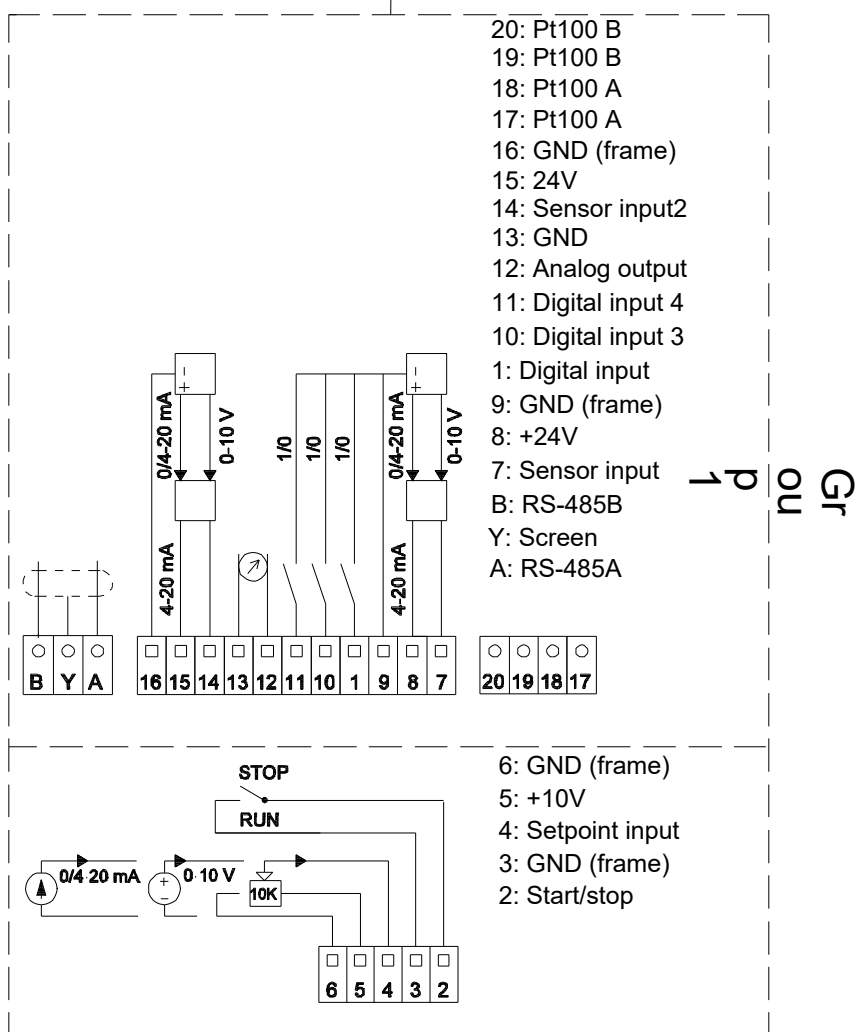 20: Pt100 B
19: Pt100 B
18: Pt100 A
17: Pt100 A
16: GND (frame)
15: 24V
14: Sensor input2
13: GND
12: Analog output
11: Digital input 4
10: Digital input 3
1: Digital input
9: GND (frame)
8: +24V
7: Sensor input
B: RS-485B
Y: Screen
A: RS-485A
Gr
ou
p
1
-
+
0/4-20 mA
0-10 V
4-20 mA
1/0
1/0
1/0
-
+
0/4-20 mA
0-10 V
4-20 mA
B Y A
16 15 14 13 12 11 10 1 9 8 7
20 19 18 17
6: GND (frame)
5: +10V
4: Setpoint input
3: GND (frame)
2: Start/stop
STOP
RUN
0/4-20 mA
+
-
0-10 V
10K
6 5 4 3 2